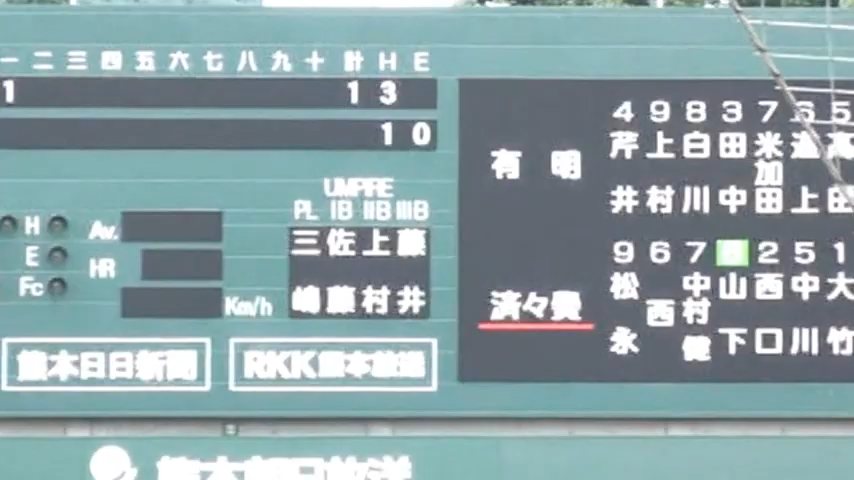 一 二 三 四 五 六 七 八 九 十 計 H E
1 1 3
1 0
UMPIRE
PL IB IIB IIIB
三 佐 上 藤
嶋 藤 村 井
H
E
Fc
Av.
HR
Km/h
熊本日日新聞
RKK熊本放送
4 9 8 3 7 6 5
有明
芹 上 白 田 米
加
井 村 川 中 田 上 田
9 6 7 2 5 1
済々黌
松 中 山 西 中 大
西 村
永 健 下 口 川 竹